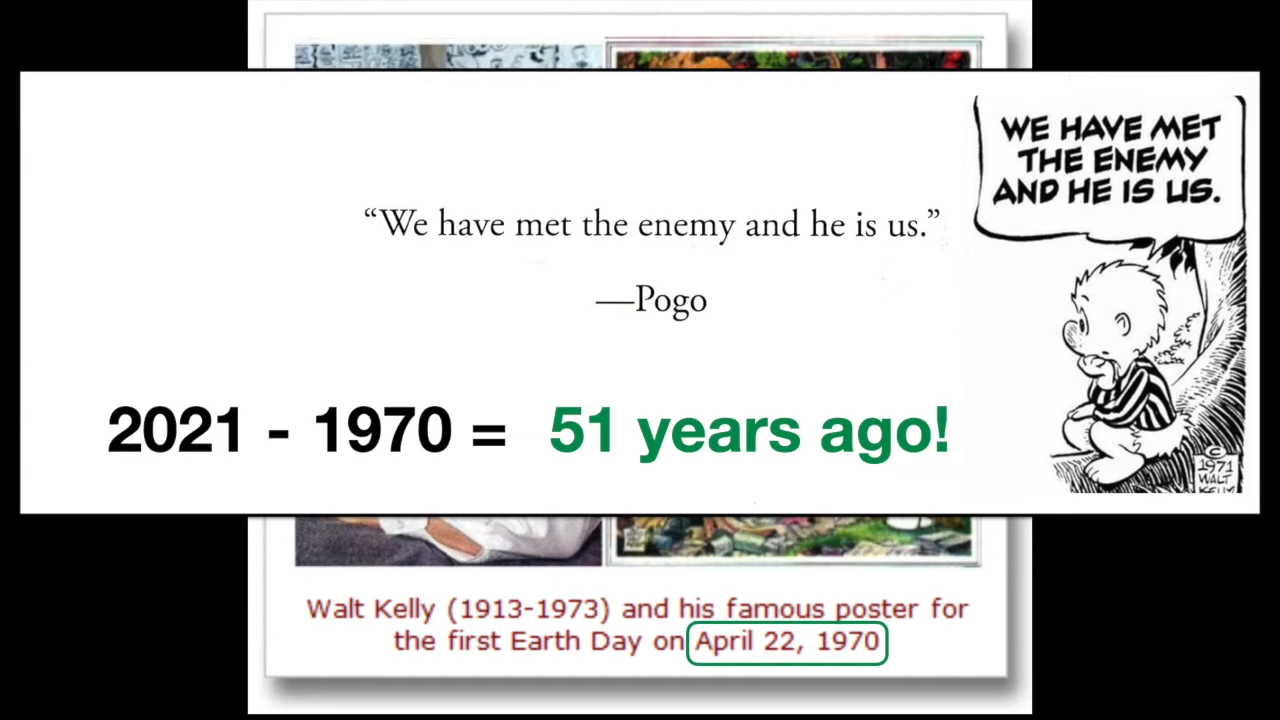 “We have met the enemy and he is us.”
—Pogo
2021 - 1970 = 51 years ago!
WE HAVE MET
THE ENEMY
AND HE IS US.
©
1971
WALT
KELLY
Walt Kelly (1913-1973) and his famous poster for
the first Earth Day on April 22, 1970